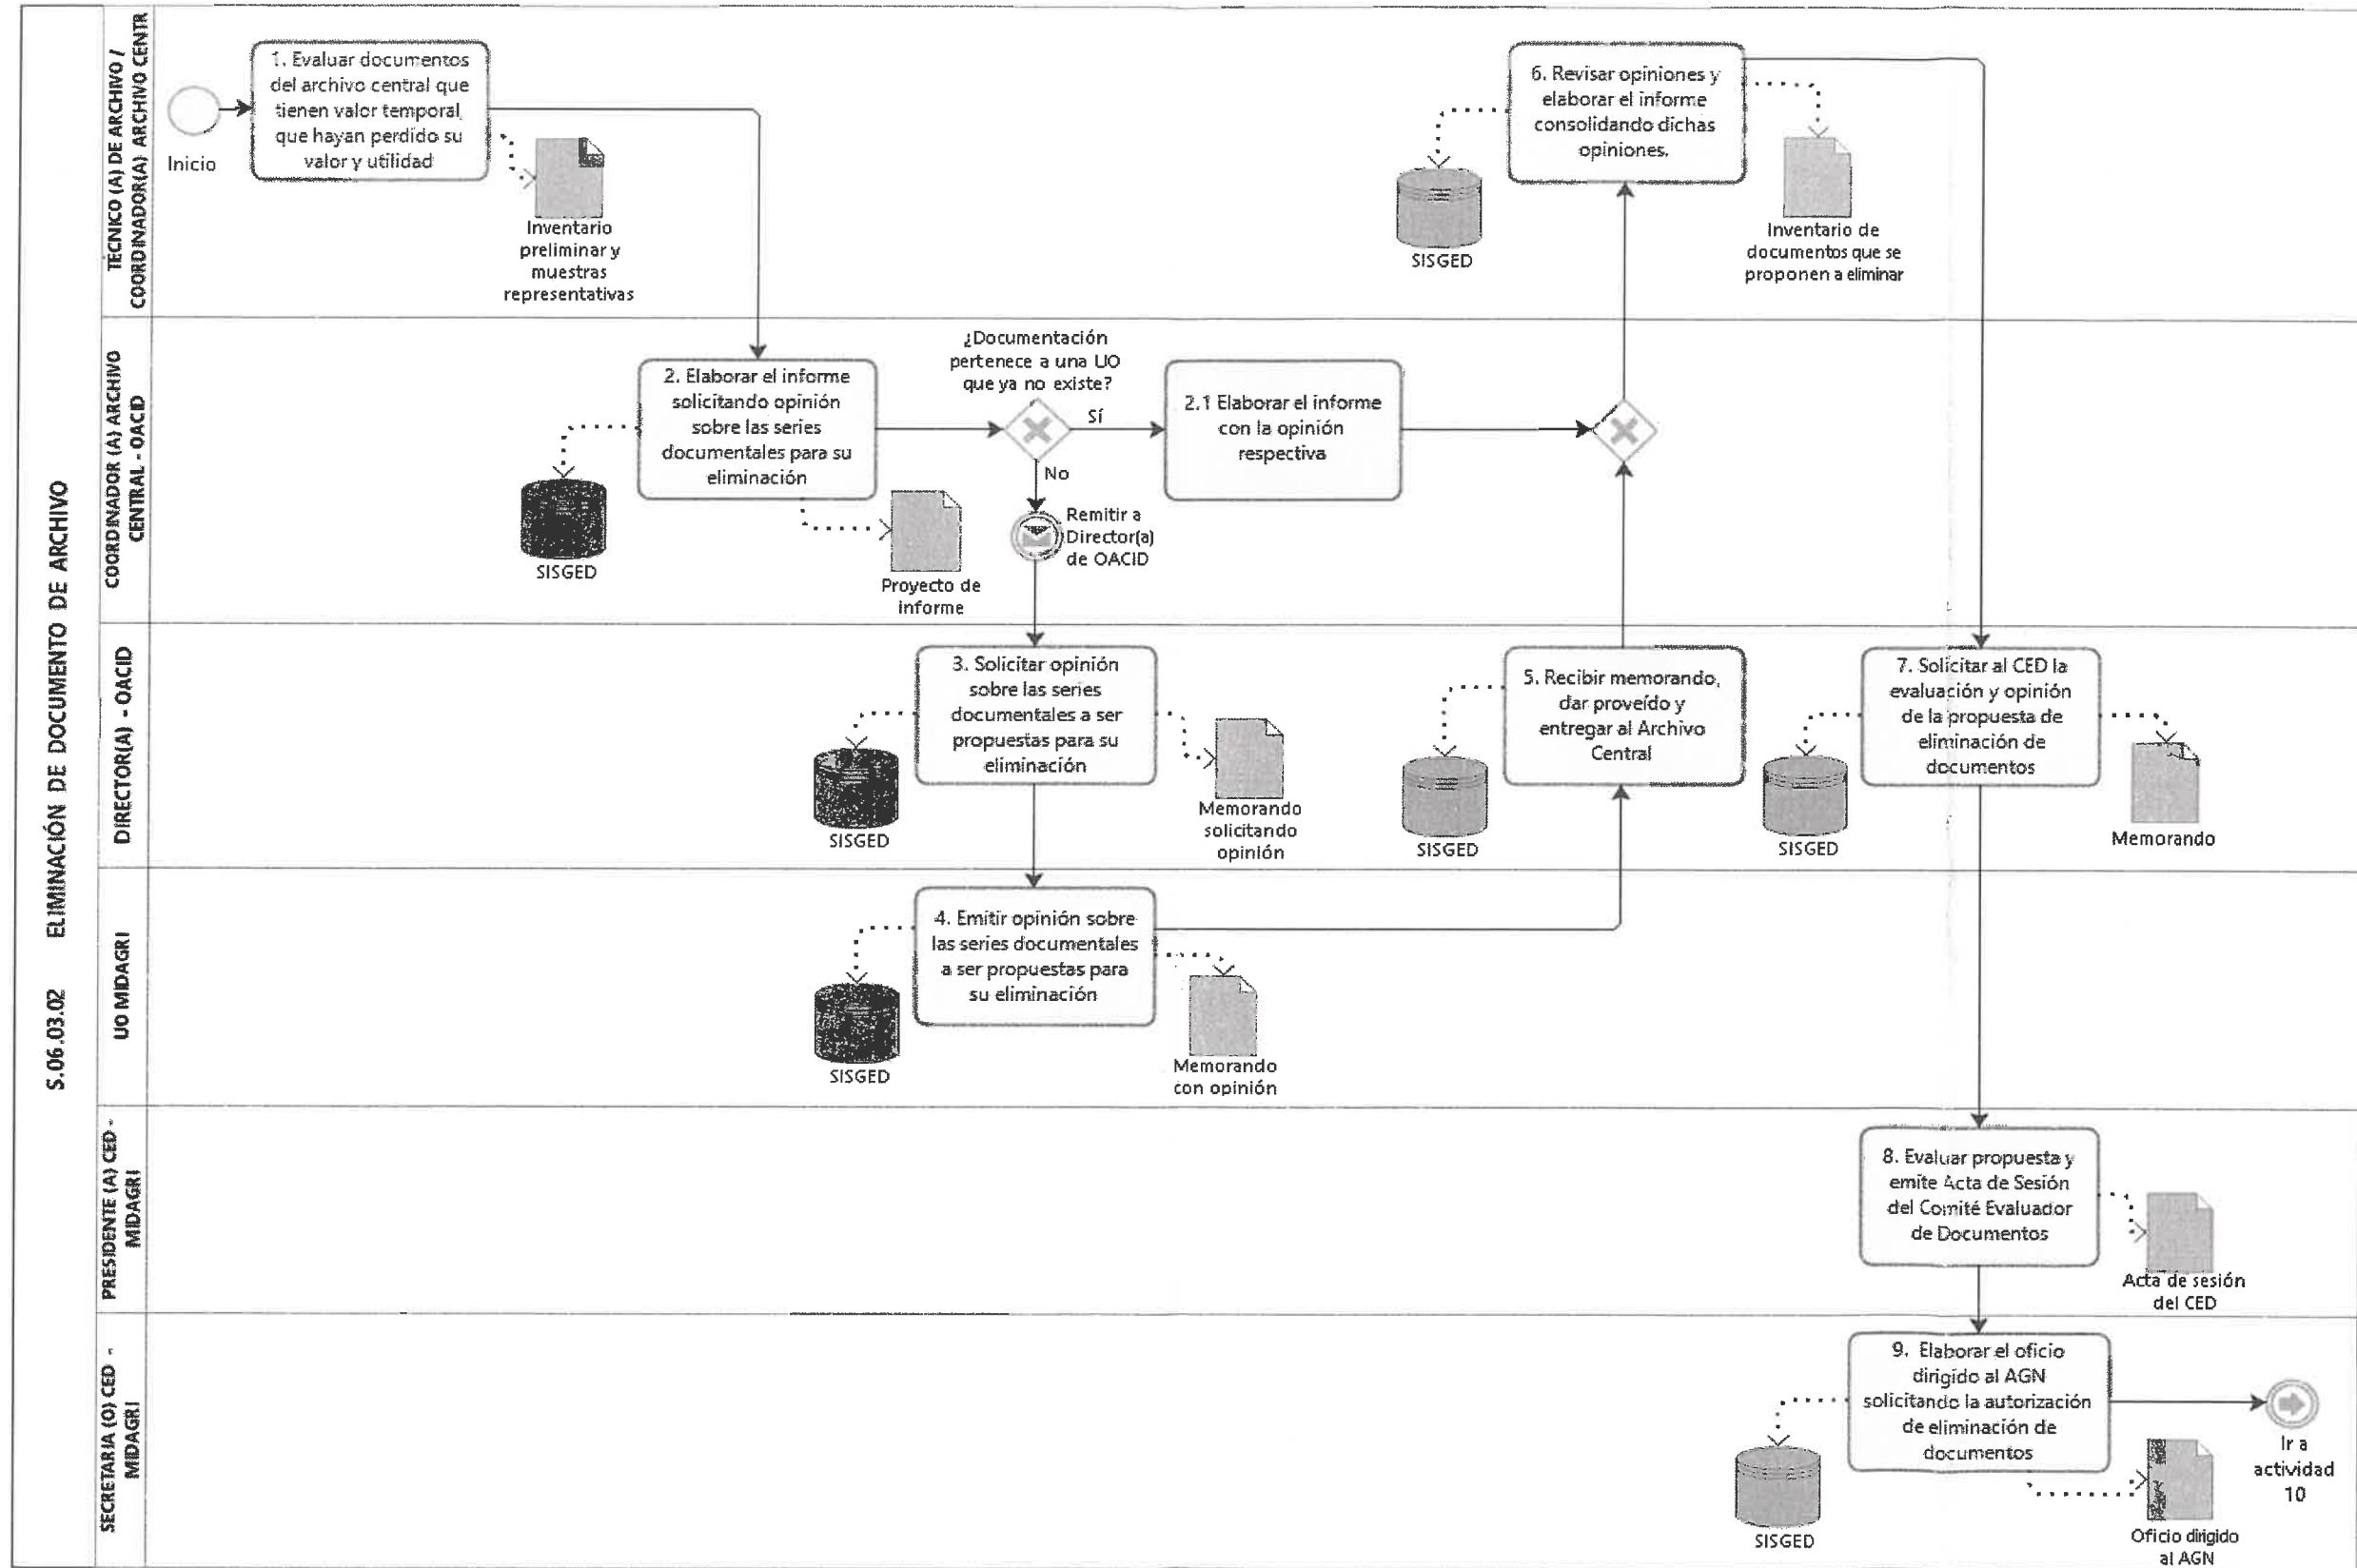 S.06.03.02 ELIMINACIÓN DE DOCUMENTO DE ARCHIVO
TÉCNICO (A) DE ARCHIVO /
COORDINADOR(A) ARCHIVO CENTR
Inicio
1. Evaluar documentos
del archivo central que
tienen valor temporal,
que hayan perdido su
valor y utilidad
Inventario
preliminar y
muestras
representativas
6. Revisar opiniones y
elaborar el informe
consolidando dichas
opiniones.
SISGED
Inventario de
documentos que se
proponen a eliminar
COORDINADOR (A) ARCHIVO
CENTRAL - OACID
2. Elaborar el informe
solicitando opinión
sobre las series
documentales para su
eliminación
SISGED
Proyecto de
informe
¿Documentación
pertenece a una UO
que ya no existe?
Sí
No
Remitir a
Director(a)
de OACID
2.1 Elaborar el informe
con la opinión
respectiva
DIRECTOR(A) - OACID
3. Solicitar opinión
sobre las series
documentales a ser
propuestas para su
eliminación
SISGED
Memorando
solicitando
opinión
5. Recibir memorando,
dar proveído y
entregar al Archivo
Central
SISGED
7. Solicitar al CED la
evaluación y opinión
de la propuesta de
eliminación de
documentos
SISGED
Memorando
UO MIDAGRI
4. Emitir opinión sobre
las series documentales
a ser propuestas para
su eliminación
SISGED
Memorando
con opinión
PRESIDENTE (A) CED -
MIDAGRI
8. Evaluar propuesta y
emite Acta de Sesión
del Comité Evaluador
de Documentos
Acta de sesión
del CED
SECRETARIA (O) CED -
MIDAGRI
9. Elaborar el oficio
dirigido al AGN
solicitando la autorización
de eliminación de
documentos
SISGED
Oficio dirigido
al AGN
Ir a
actividad
10